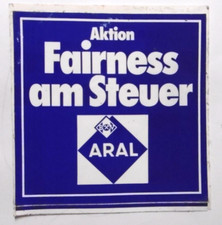 Aktion
Fairness
am Steuer
ARAL